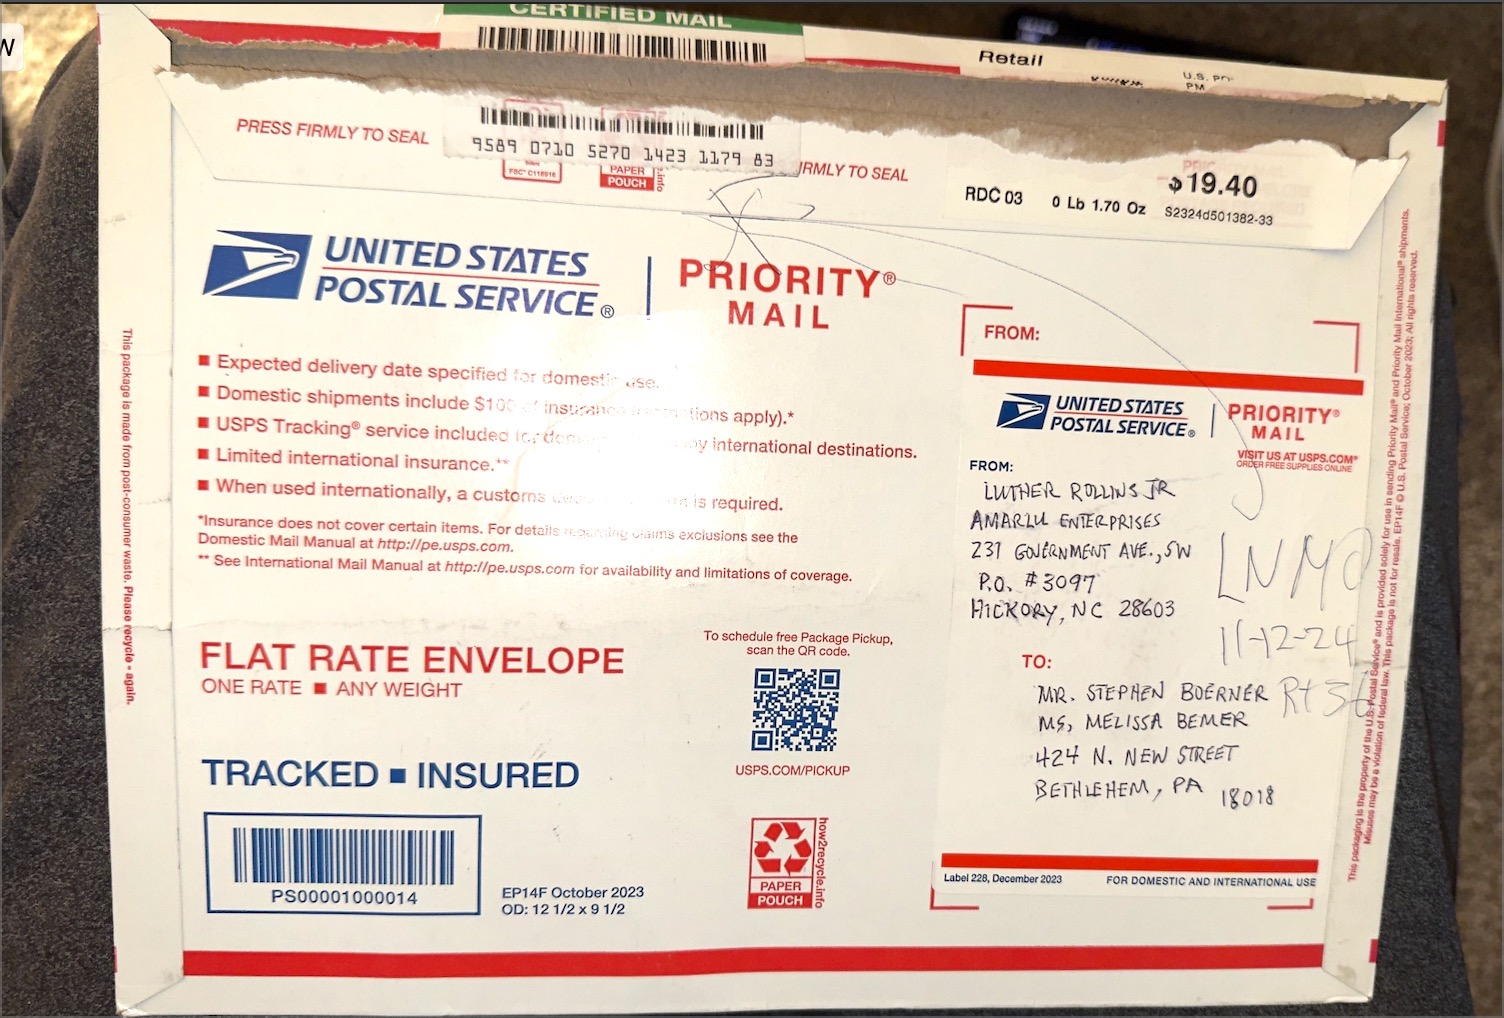 W
CERTIFIED MAIL
Retail
U.S. PO
PM
PRESS FIRMLY TO SEAL
9589 0710 5270 1423 1179 83
FSC® C116916
PAPER
POUCH
.info
IRMLY TO SEAL
RDC 03
0 Lb 1.70 Oz
$19.40
S2324d501382-33
UNITED STATES
POSTAL SERVICE®
PRIORITY®
MAIL
■ Expected delivery date specified for domestic use.
■ Domestic shipments include $100 of insurance tions apply).*
■ USPS Tracking® service included for dom y international destinations.
■ Limited international insurance.**
■ When used internationally, a customs is required.
*Insurance does not cover certain items. For details regarding claims exclusions see the
Domestic Mail Manual at http://pe.usps.com.
** See International Mail Manual at http://pe.usps.com for availability and limitations of coverage.
FLAT RATE ENVELOPE
ONE RATE ■ ANY WEIGHT
To schedule free Package Pickup,
scan the QR code.
USPS.COM/PICKUP
TRACKED ■ INSURED
PS00001000014
EP14F October 2023
OD: 12 1/2 x 9 1/2
PAPER
POUCH
how2recycle.info
FROM:
UNITED STATES
POSTAL SERVICE®
PRIORITY®
MAIL
VISIT US AT USPS.COM®
ORDER FREE SUPPLIES ONLINE
FROM:
LUTHER ROLLINS JR
AMARLU ENTERPRISES
231 GOVERNMENT AVE., SW
P.O. #3097
HICKORY, NC 28603
11-12-24
TO:
MR. STEPHEN BOERNER
MS, MELISSA BEMER
424 N. NEW STREET
BETHLEHEM, PA 18018
Label 228, December 2023
FOR DOMESTIC AND INTERNATIONAL USE
This package is made from post-consumer waste. Please recycle - again.
This packaging is the property of the U.S. Postal Service® and is provided solely for use in sending Priority Mail® and Priority Mail International® shipments.
Misuses may be a violation of federal law. This package is not for resale. EP14F © U.S. Postal Service; October 2023; All rights reserved.